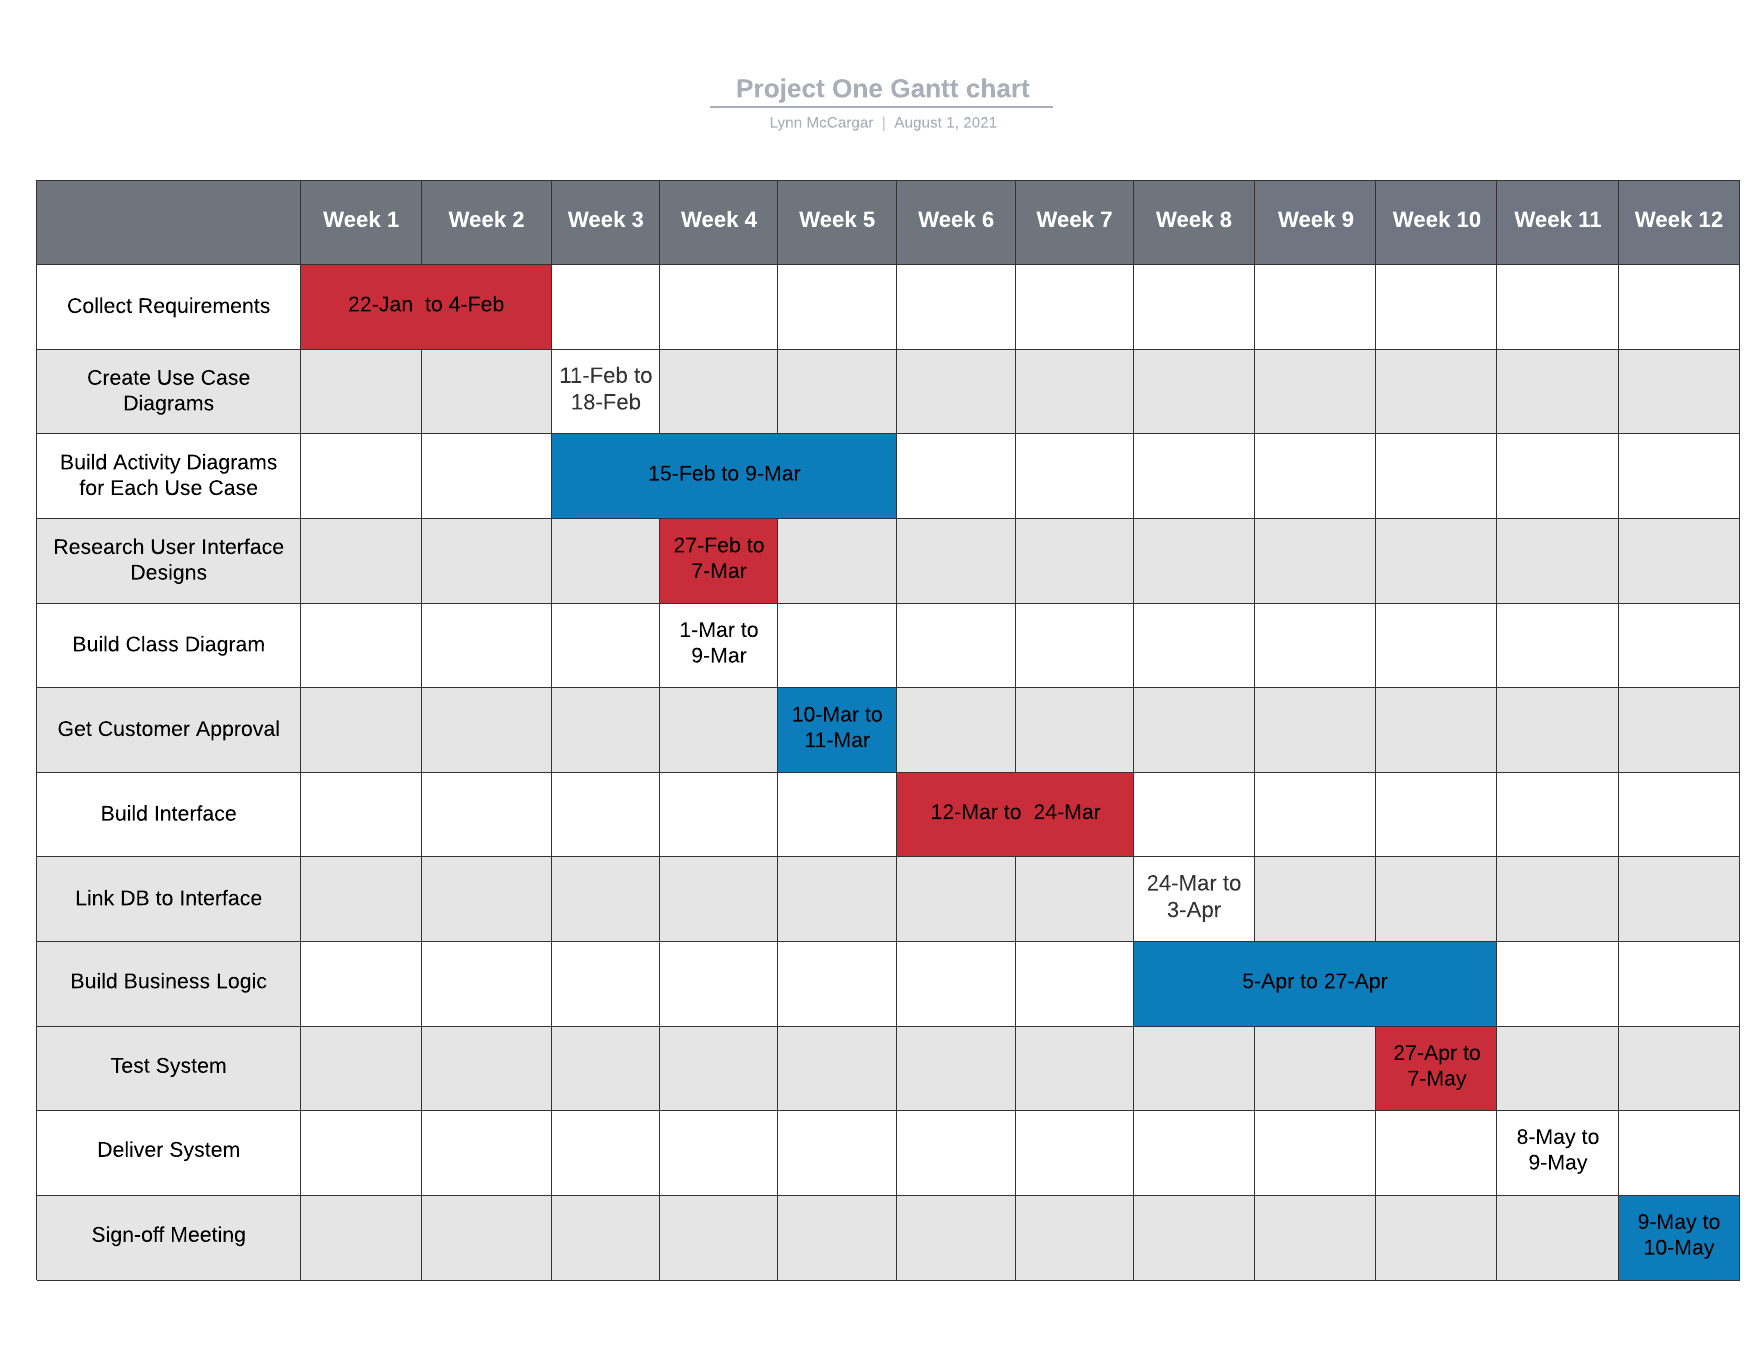 Project One Gantt chart
Lynn McCargar | August 1, 2021
Week 1 Week 2 Week 3 Week 4 Week 5 Week 6 Week 7 Week 8 Week 9 Week 10 Week 11 Week 12
Collect Requirements
22-Jan to 4-Feb
Create Use Case
Diagrams
11-Feb to
18-Feb
Build Activity Diagrams
for Each Use Case
15-Feb to 9-Mar
Research User Interface
Designs
27-Feb to
7-Mar
Build Class Diagram
1-Mar to
9-Mar
Get Customer Approval
10-Mar to
11-Mar
Build Interface
12-Mar to 24-Mar
Link DB to Interface
24-Mar to
3-Apr
Build Business Logic
5-Apr to 27-Apr
Test System
27-Apr to
7-May
Deliver System
8-May to
9-May
Sign-off Meeting
9-May to
10-May